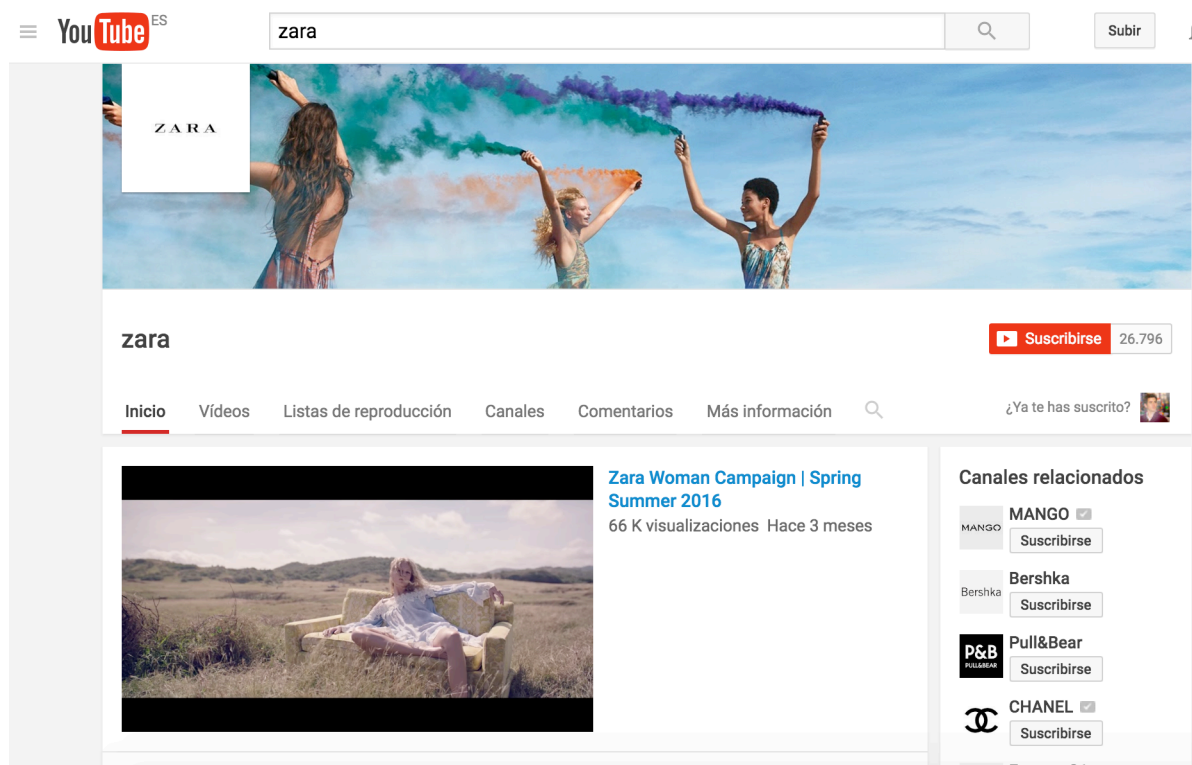 YouTube ES
zara
Subir
ZARA
zara
Suscribirse 26.796
Inicio Vídeos Listas de reproducción Canales Comentarios Más información
¿Ya te has suscrito?
Zara Woman Campaign | Spring
Summer 2016
66 K visualizaciones Hace 3 meses
Canales relacionados
MANGO
MANGO
Suscribirse
Bershka
Bershka
Suscribirse
P&B
PULL&BEAR
Pull&Bear
Suscribirse
CHANEL
Suscribirse